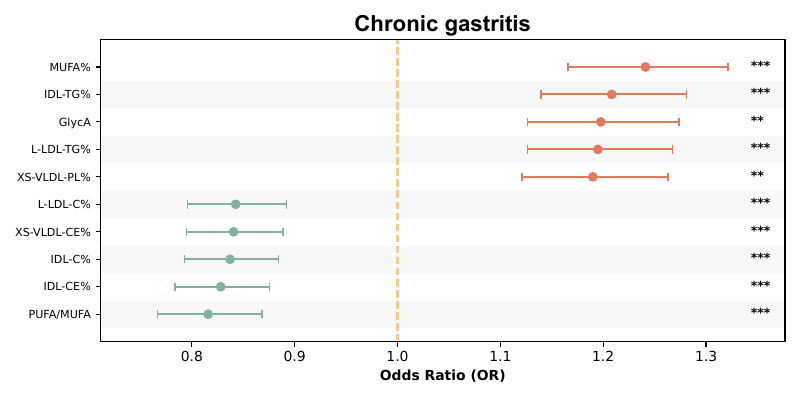 Chronic gastritis
MUFA% ***
IDL-TG% ***
GlycA **
L-LDL-TG% ***
XS-VLDL-PL% **
L-LDL-C% ***
XS-VLDL-CE% ***
IDL-C% ***
IDL-CE% ***
PUFA/MUFA ***
0.8 0.9 1.0 1.1 1.2 1.3
Odds Ratio (OR)